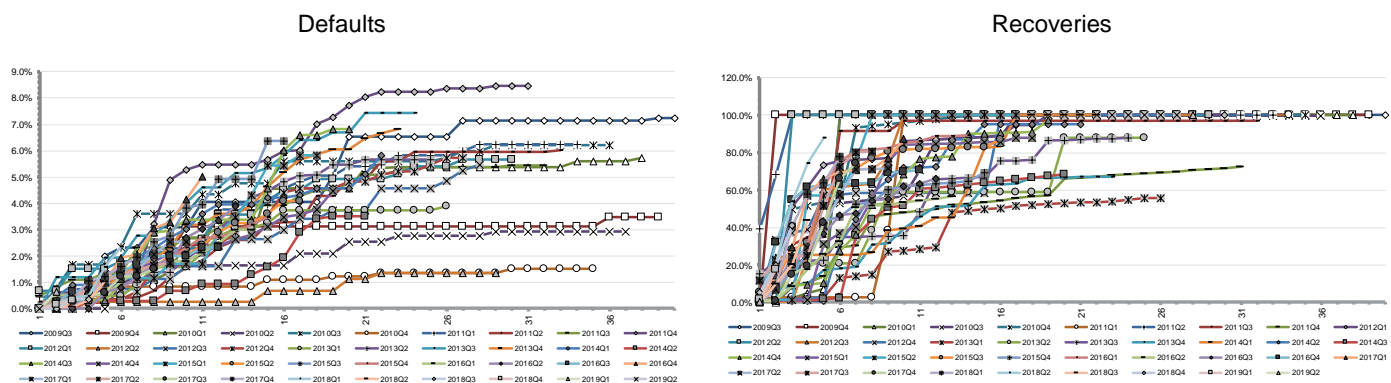 Defaults
9.0%
8.0%
7.0%
6.0%
5.0%
4.0%
3.0%
2.0%
1.0%
0.0%
1 6 11 16 21 26 31 36
2009Q3 2009Q4 2010Q1 2010Q2 2010Q3 2010Q4 2011Q1 2011Q2 2011Q3 2011Q4
2012Q1 2012Q2 2012Q3 2012Q4 2013Q1 2013Q2 2013Q3 2013Q4 2014Q1 2014Q2
2014Q3 2014Q4 2015Q1 2015Q2 2015Q3 2015Q4 2016Q1 2016Q2 2016Q3 2016Q4
2017Q1 2017Q2 2017Q3 2017Q4 2018Q1 2018Q2 2018Q3 2018Q4 2019Q1 2019Q2
Recoveries
120.0%
100.0%
80.0%
60.0%
40.0%
20.0%
0.0%
1 6 11 16 21 26 31 36
2009Q3 2009Q4 2010Q1 2010Q3 2010Q4 2011Q1 2011Q2 2011Q3 2011Q4 2012Q1
2012Q2 2012Q3 2012Q4 2013Q1 2013Q2 2013Q3 2013Q4 2014Q1 2014Q2 2014Q3
2014Q4 2015Q1 2015Q2 2015Q3 2015Q4 2016Q1 2016Q2 2016Q3 2016Q4 2017Q1
2017Q2 2017Q3 2017Q4 2018Q1 2018Q2 2018Q3 2018Q4 2019Q1 2019Q2